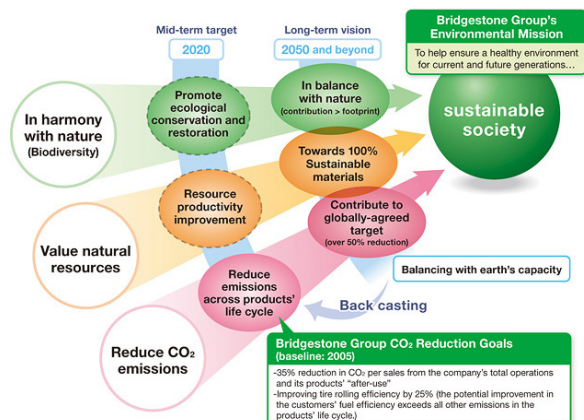 Mid-term target
2020
Long-term vision
2050 and beyond
Bridgestone Group's
Environmental Mission
To help ensure a healthy environment
for current and future generations…
In harmony
with nature
(Biodiversity)
Promote
ecological
conservation and
restoration
In balance
with nature
(contribution > footprint)
sustainable
society
Value natural
resources
Resource
productivity
improvement
Towards 100%
Sustainable
materials
Reduce CO₂
emissions
Reduce
emissions
across products'
life cycle
Contribute to
globally-agreed
target
(over 50% reduction)
Balancing with earth's capacity
Back casting
Bridgestone Group CO₂ Reduction Goals
(baseline: 2005)
-35% reduction in CO₂ per sales from the company's total operations
and its products' "after-use"
-Improving tire rolling efficiency by 25% (the potential improvement in
the customers' fuel efficiency exceeds all other emissions in the
products' life cycle.)